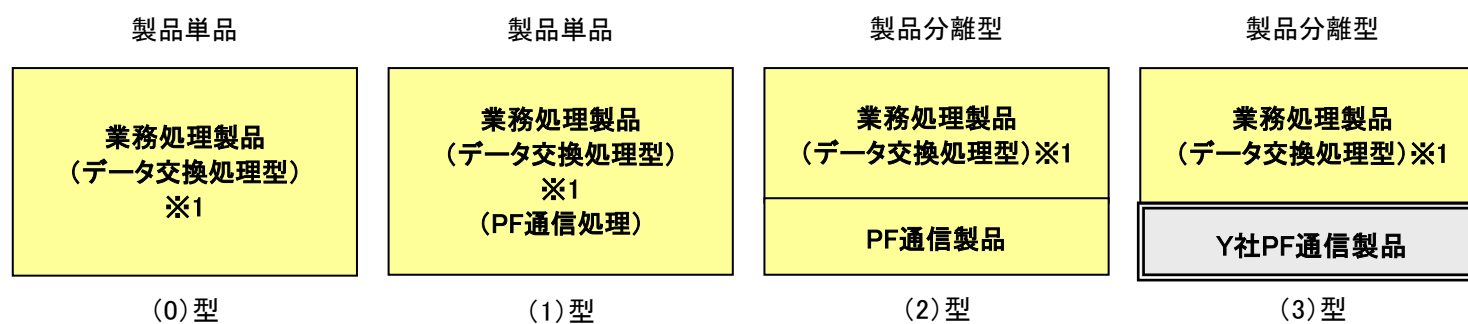 製品単品
製品単品
製品分離型
製品分離型
業務処理製品
(データ交換処理型)
※1
業務処理製品
(データ交換処理型)
※1
(PF通信処理)
業務処理製品
(データ交換処理型)※1
PF通信製品
業務処理製品
(データ交換処理型)※1
Y社PF通信製品
(0)型
(1)型
(2)型
(3)型